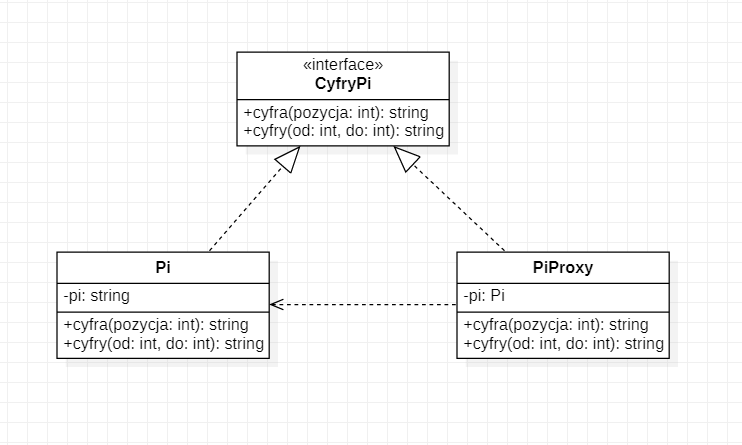 «interface»
CyfryPi
+cyfra(pozycja: int): string
+cyfry(od: int, do: int): string
Pi
-pi: string
+cyfra(pozycja: int): string
+cyfry(od: int, do: int): string
PiProxy
-pi: Pi
+cyfra(pozycja: int): string
+cyfry(od: int, do: int): string